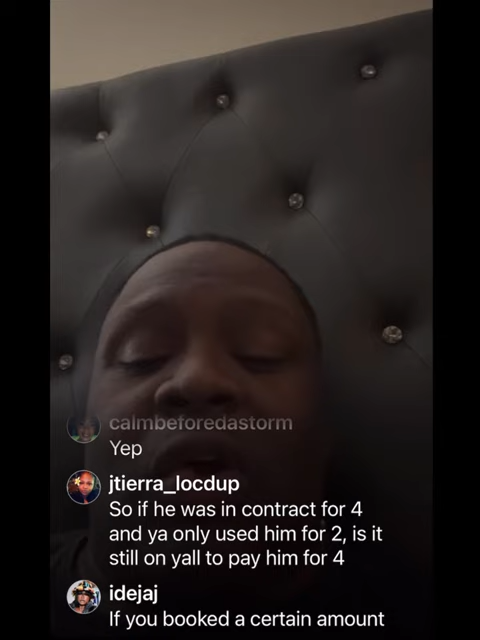 calmbeforedastorm
Yep
jtierra_locdup
So if he was in contract for 4
and ya only used him for 2, is it
still on yall to pay him for 4
idejaj
If you booked a certain amount